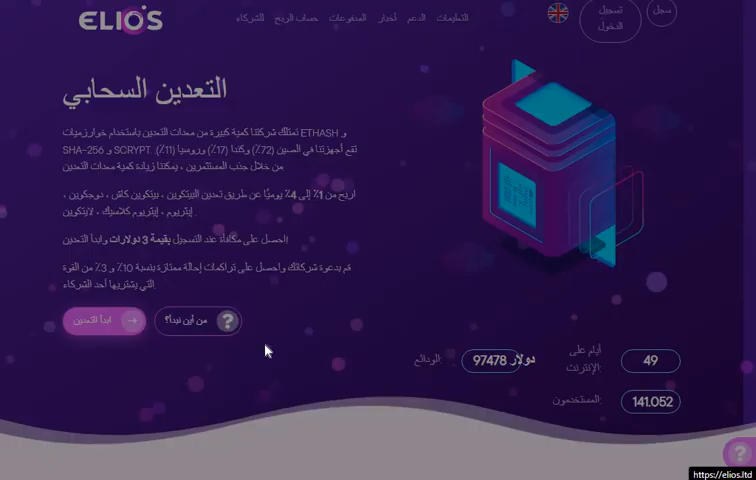 ELIOS
التعليمات
الدعم
أخبار
المدفوعات
حساب الربح
للشركاء
تسجيل الدخول
سجل
التعدين السحابي
تمتلك شركتنا كمية كبيرة من معدات التعدين باستخدام خوارزميات ETHASH و
SHA-256 و SCRYPT. تقع أجهزتنا في الصين (72٪) وكندا (17٪) وروسيا (11٪)
من خلال جذب المستثمرين ، يمكننا زيادة كمية معدات التعدين
اربح من 1٪ إلى 4٪ يوميًا عن طريق تعدين البيتكوين ، بيتكوين كاش ، دوجكوين ،
إيثريوم ، إيثريوم كلاسيك ، لايتكوين .
احصل على مكافأة عند التسجيل بقيمة 3 دولارات وابدأ التعدين!
قم بدعوة شركائك واحصل على تراكمات إحالة ممتازة بنسبة 10٪ و 3٪ من القوة
التي يشتريها أحد الشركاء.
ابدأ التعدين
من أين نبدأ؟ ?
أيام على الإنترنت:
49
الودائع:
97478 دولار
المستخدمون:
141.052
?
https://elios.ltd